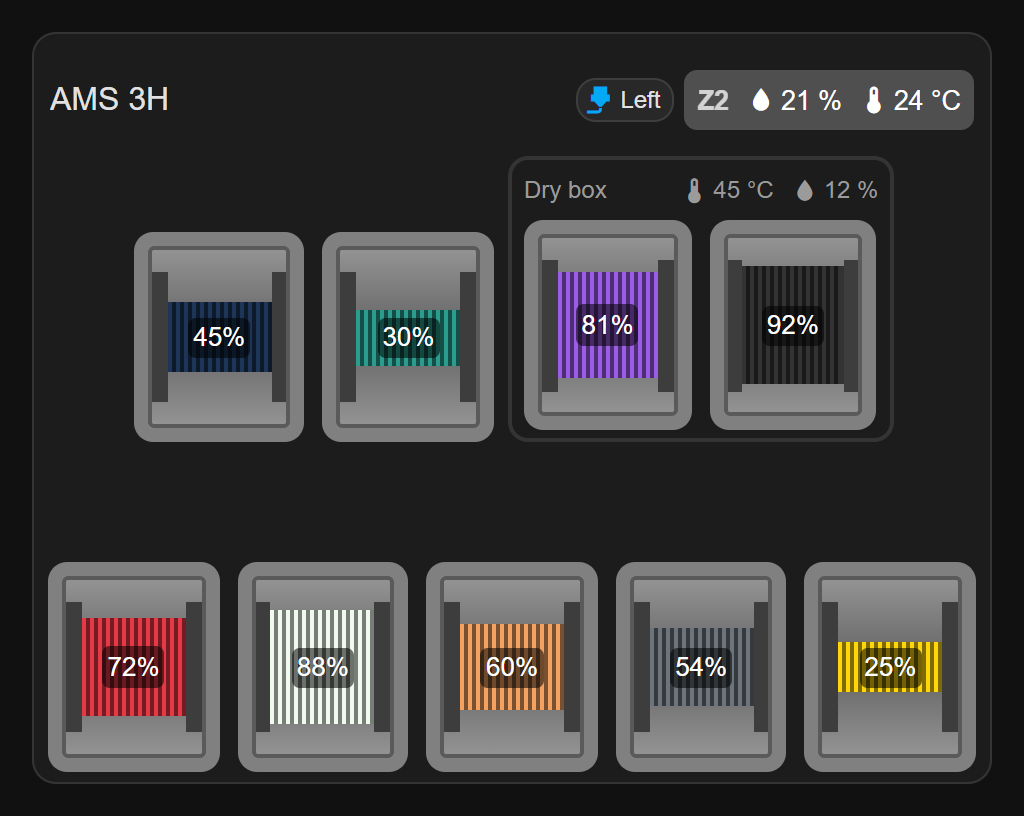 AMS 3H
Left
Z2 21 % 24 °C
Dry box 45 °C 12 %
45% 30% 81% 92%
72% 88% 60% 54% 25%